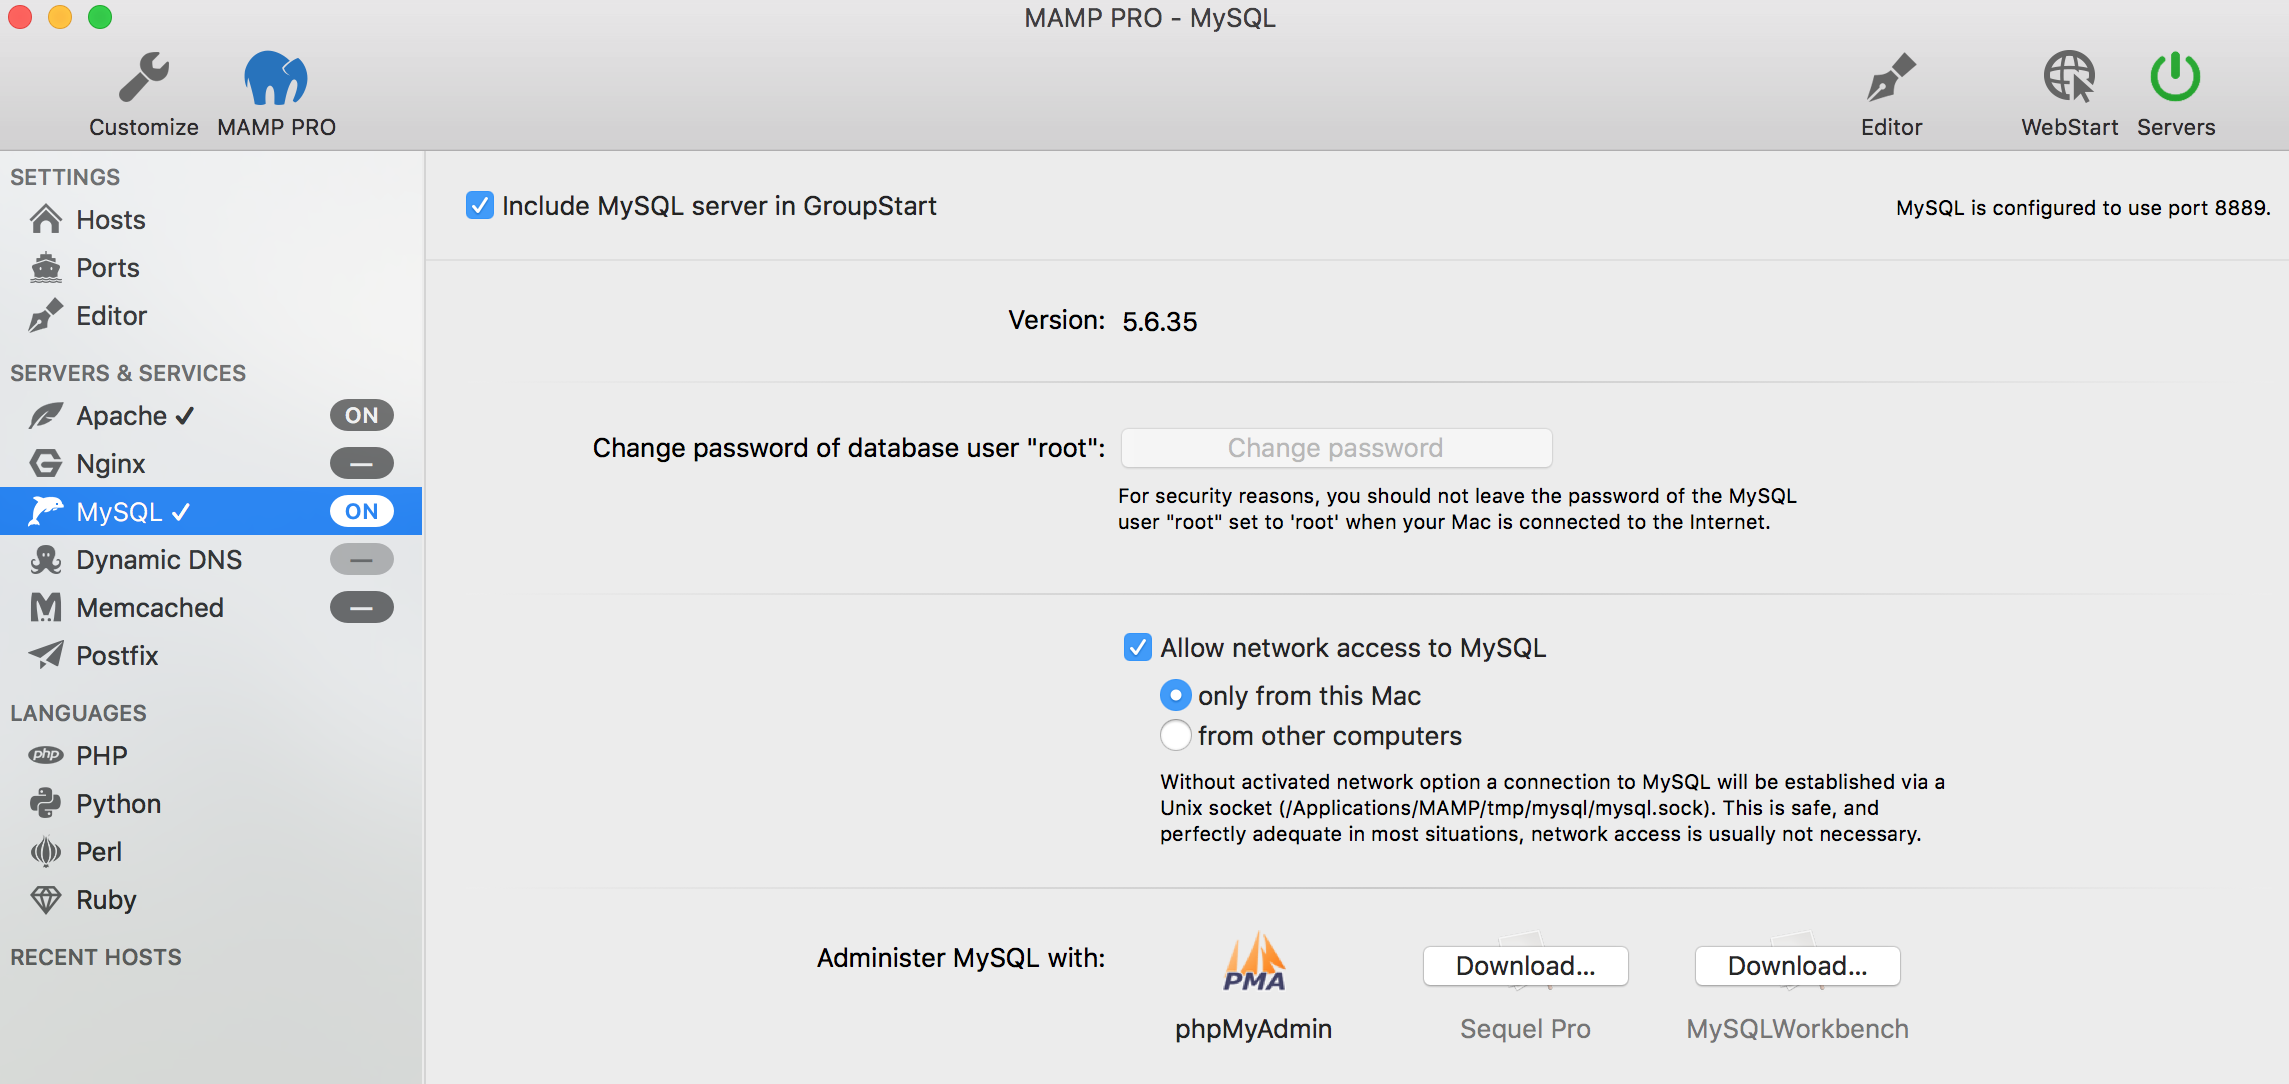 MAMP PRO - MySQL
Customize
MAMP PRO
Editor
WebStart
Servers
SETTINGS
Hosts
Ports
Editor
SERVERS & SERVICES
Apache ✓ ON
Nginx —
MySQL ✓ ON
Dynamic DNS —
Memcached —
Postfix
LANGUAGES
php PHP
Python
Perl
Ruby
RECENT HOSTS
Include MySQL server in GroupStart
MySQL is configured to use port 8889.
Version: 5.6.35
Change password of database user "root": Change password
For security reasons, you should not leave the password of the MySQL
user "root" set to 'root' when your Mac is connected to the Internet.
Allow network access to MySQL
only from this Mac
from other computers
Without activated network option a connection to MySQL will be established via a
Unix socket (/Applications/MAMP/tmp/mysql/mysql.sock). This is safe, and
perfectly adequate in most situations, network access is usually not necessary.
Administer MySQL with:
PMA
phpMyAdmin
Download...
Sequel Pro
Download...
MySQLWorkbench